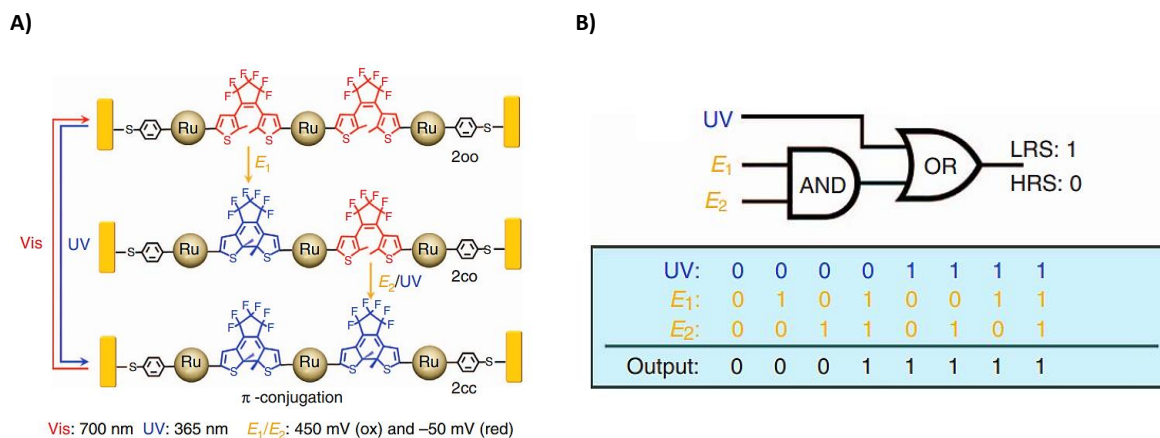 A)
B)
F F F F F F
F F F F F F
S Ru S S Ru S S Ru S
2oo
E₁
F F F F F F
F F F F F F
Vis UV
S Ru S S Ru S S Ru S
2co
E₂/UV
F F F F F F
F F F F F F
S Ru S S Ru S S Ru S
2cc
π -conjugation
Vis: 700 nm UV: 365 nm E₁/E₂: 450 mV (ox) and –50 mV (red)
UV
E₁
E₂
AND
OR
LRS: 1
HRS: 0
UV: 0 0 0 0 1 1 1 1
E₁: 0 1 0 1 0 0 1 1
E₂: 0 0 1 1 0 1 0 1
Output: 0 0 0 1 1 1 1 1